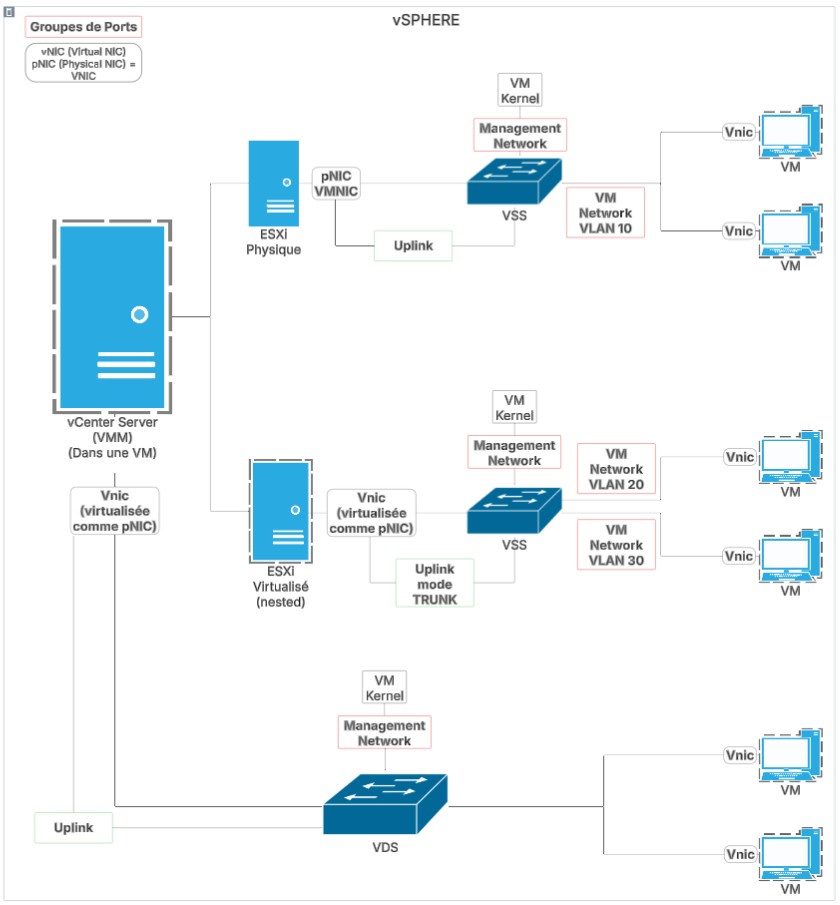 vSPHERE
Groupes de Ports
vNIC (Virtual NIC)
pNIC (Physical NIC) =
VNIC
VM
Kernel
Management
Network
VSS
pNIC
VMNIC
Uplink
ESXi
Physique
VM
Network
VLAN 10
Vnic
VM
Vnic
VM
vCenter Server
(VMM)
(Dans une VM)
Vnic
(virtualisée
comme pNIC)
VM
Kernel
Management
Network
VSS
Vnic
(virtualisée
comme pNIC)
Uplink
mode
TRUNK
ESXi
Virtualisé
(nested)
VM
Network
VLAN 20
VM
Network
VLAN 30
Vnic
VM
Vnic
VM
VM
Kernel
Management
Network
VDS
Uplink
Vnic
VM
Vnic
VM